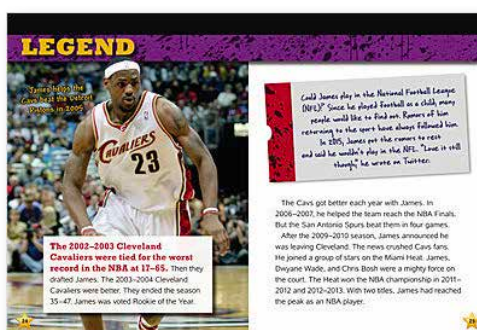 LEGEND
James helps the
Cavs beat the Detroit
Pistons in 2005.
CAVALIERS
23
The 2002–2003 Cleveland
Cavaliers were tied for the worst
record in the NBA at 17–65. Then they
drafted James. The 2003–2004 Cleveland
Cavaliers were better. They ended the season
35–47. James was voted Rookie of the Year.
24
Could James play in the National Football League
(NFL)? Since he played football as a child, many
people would like to find out. Rumors of him
returning to the sport have always followed him.
In 2015, James put the rumors to rest
and said he wouldn't play in the NFL. "Love it still
though," he wrote on Twitter.
The Cavs got better each year with James. In
2006–2007, he helped the team reach the NBA Finals.
But the San Antonio Spurs beat them in four games.
After the 2009–2010 season, James announced he
was leaving Cleveland. The news crushed Cavs fans.
He joined a group of stars on the Miami Heat. James,
Dwyane Wade, and Chris Bosh were a mighty force on
the court. The Heat won the NBA championship in 2011–
2012 and 2012–2013. With two titles, James had reached
the peak as an NBA player.
25